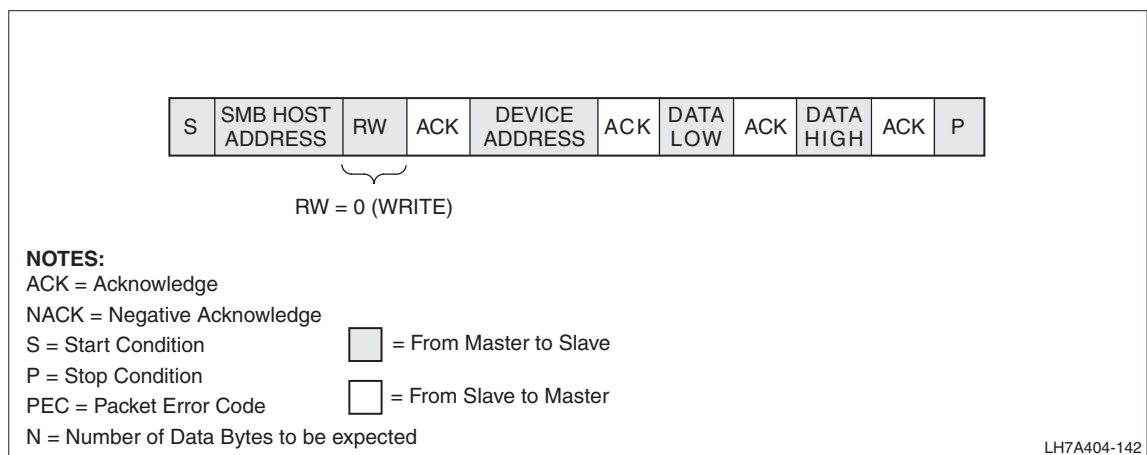 S
SMB HOST
ADDRESS
RW
ACK
DEVICE
ADDRESS
ACK
DATA
LOW
ACK
DATA
HIGH
ACK
P
RW = 0 (WRITE)
NOTES:
ACK = Acknowledge
NACK = Negative Acknowledge
S = Start Condition
P = Stop Condition
PEC = Packet Error Code
N = Number of Data Bytes to be expected
= From Master to Slave
= From Slave to Master
LH7A404-142